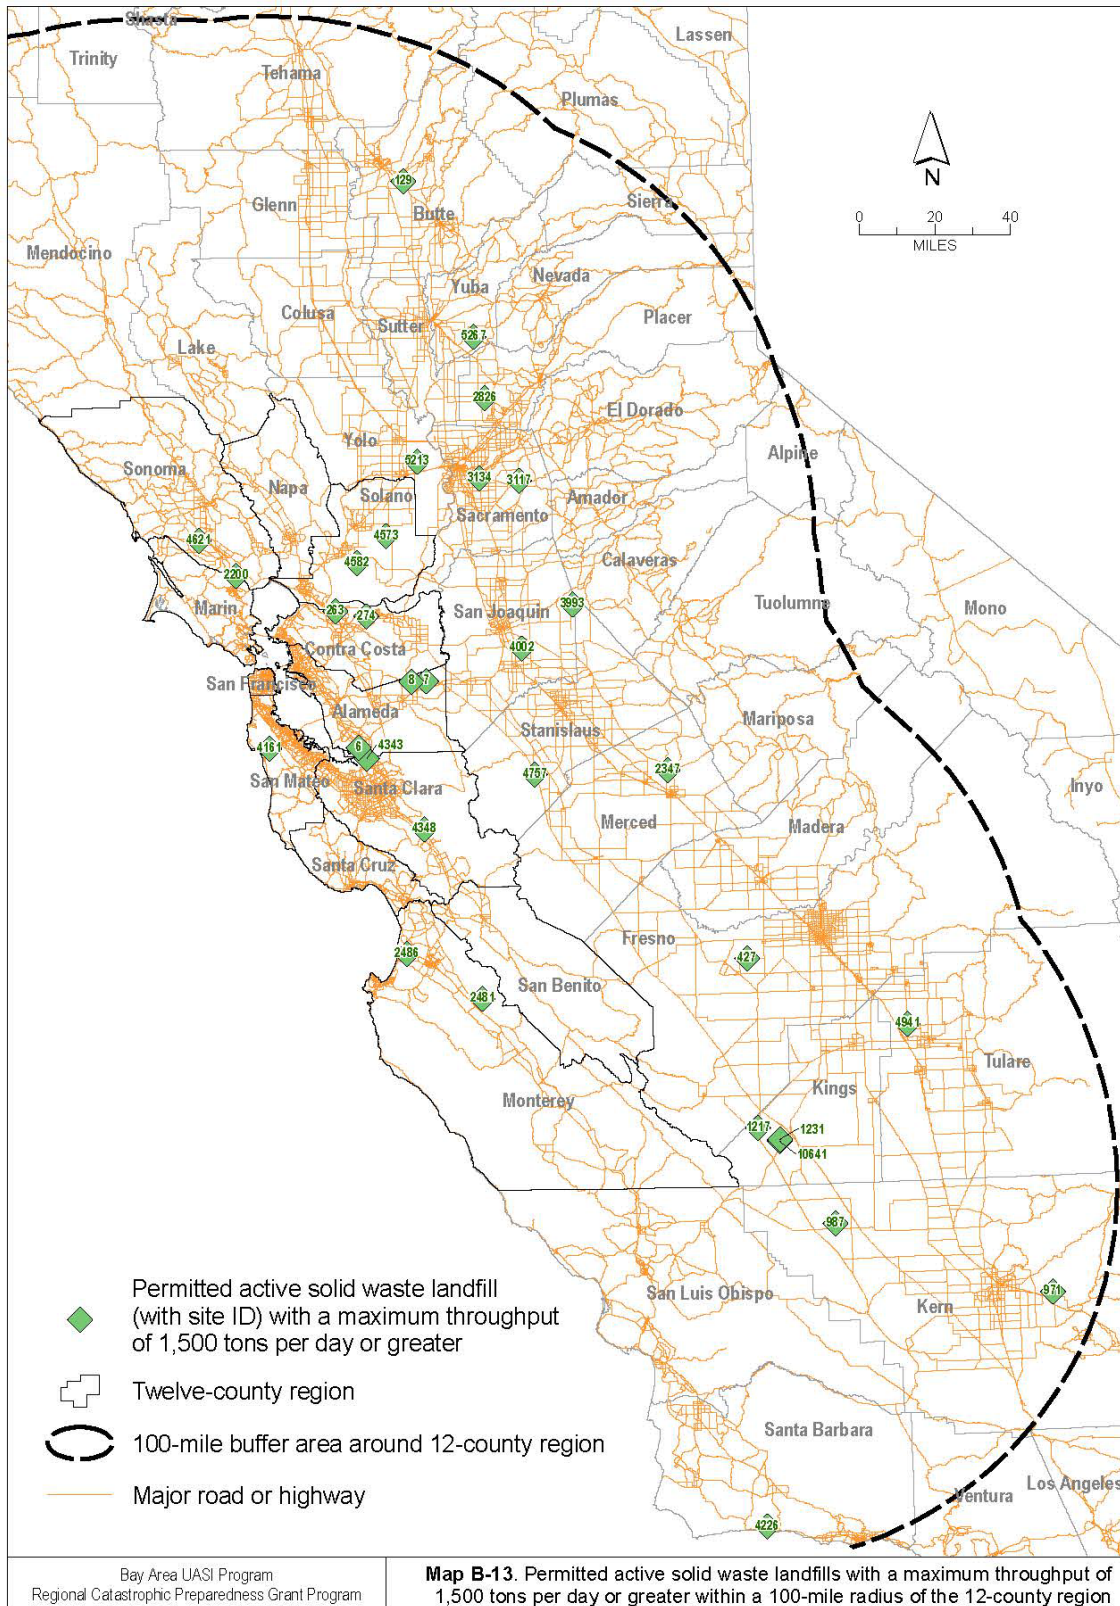 Shasta
Lassen
Trinity
Tehama
Plumas
129
N
Glenn
Butte
Sierra
0 20 40
MILES
Mendocino
Nevada
Yuba
Colusa
Sutter
Placer
5267
Lake
2826
El Dorado
Yolo
5213
Alpine
Sonoma
Napa
3134
3117
Solano
Amador
Sacramento
4621
4573
4582
Calaveras
2200
Marin
263
274
San Joaquin
3993
Tuolumne
Mono
Contra Costa
4002
San Francisco
8
7
Alameda
Mariposa
Stanislaus
4161
6
4343
San Mateo
Santa Clara
4757
2347
Inyo
Merced
4348
Madera
Santa Cruz
Fresno
2486
427
San Benito
2481
4941
Tulare
Kings
Monterey
1217
1231
10641
987
San Luis Obispo
971
Kern
Permitted active solid waste landfill
(with site ID) with a maximum throughput
of 1,500 tons per day or greater
Twelve-county region
100-mile buffer area around 12-county region
Major road or highway
Santa Barbara
Los Angeles
Ventura
4226
Bay Area UASI Program
Regional Catastrophic Preparedness Grant Program
Map B-13. Permitted active solid waste landfills with a maximum throughput of
1,500 tons per day or greater within a 100-mile radius of the 12-county region